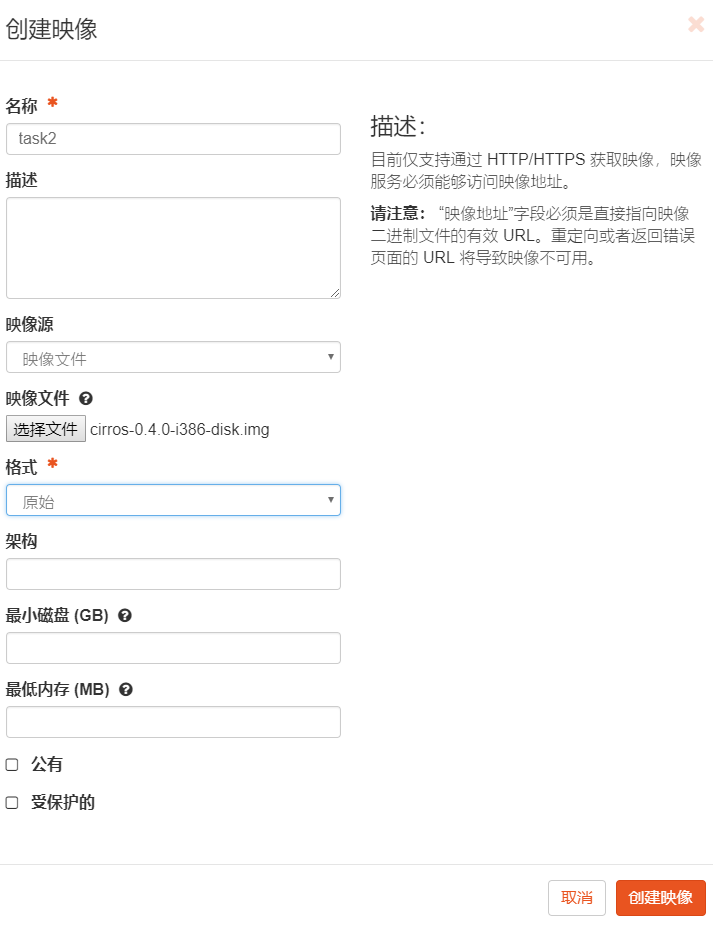 创建映像
名称 *
task2
描述
映像源
映像文件
映像文件
选择文件 cirros-0.4.0-i386-disk.img
格式 *
原始
架构
最小磁盘 (GB)
最低内存 (MB)
公有
受保护的
描述：
目前仅支持通过 HTTP/HTTPS 获取映像，映像
服务必须能够访问映像地址。
请注意： “映像地址”字段必须是直接指向映像
二进制文件的有效 URL。重定向或者返回错误
页面的 URL 将导致映像不可用。
取消
创建映像